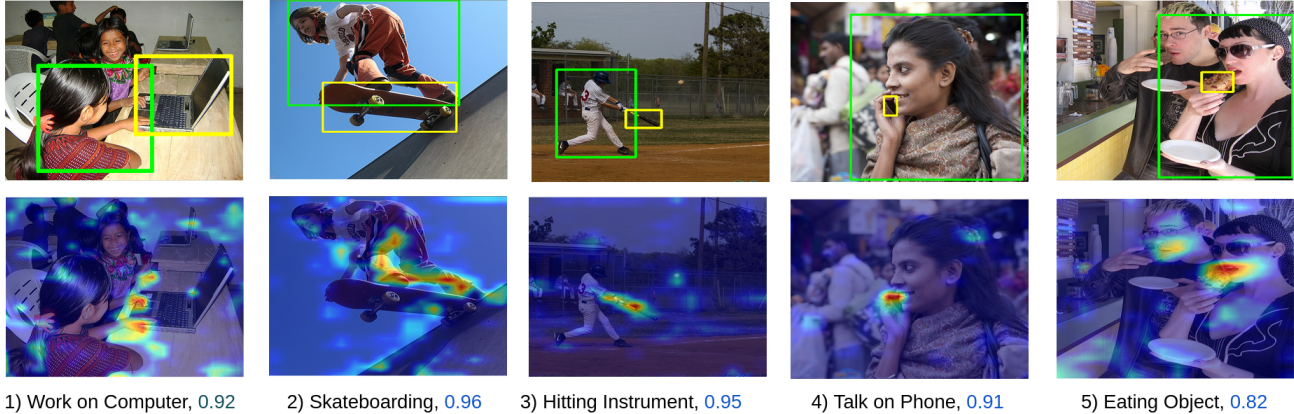 1) Work on Computer, 0.92
2) Skateboarding, 0.96
3) Hitting Instrument, 0.95
4) Talk on Phone, 0.91
5) Eating Object, 0.82